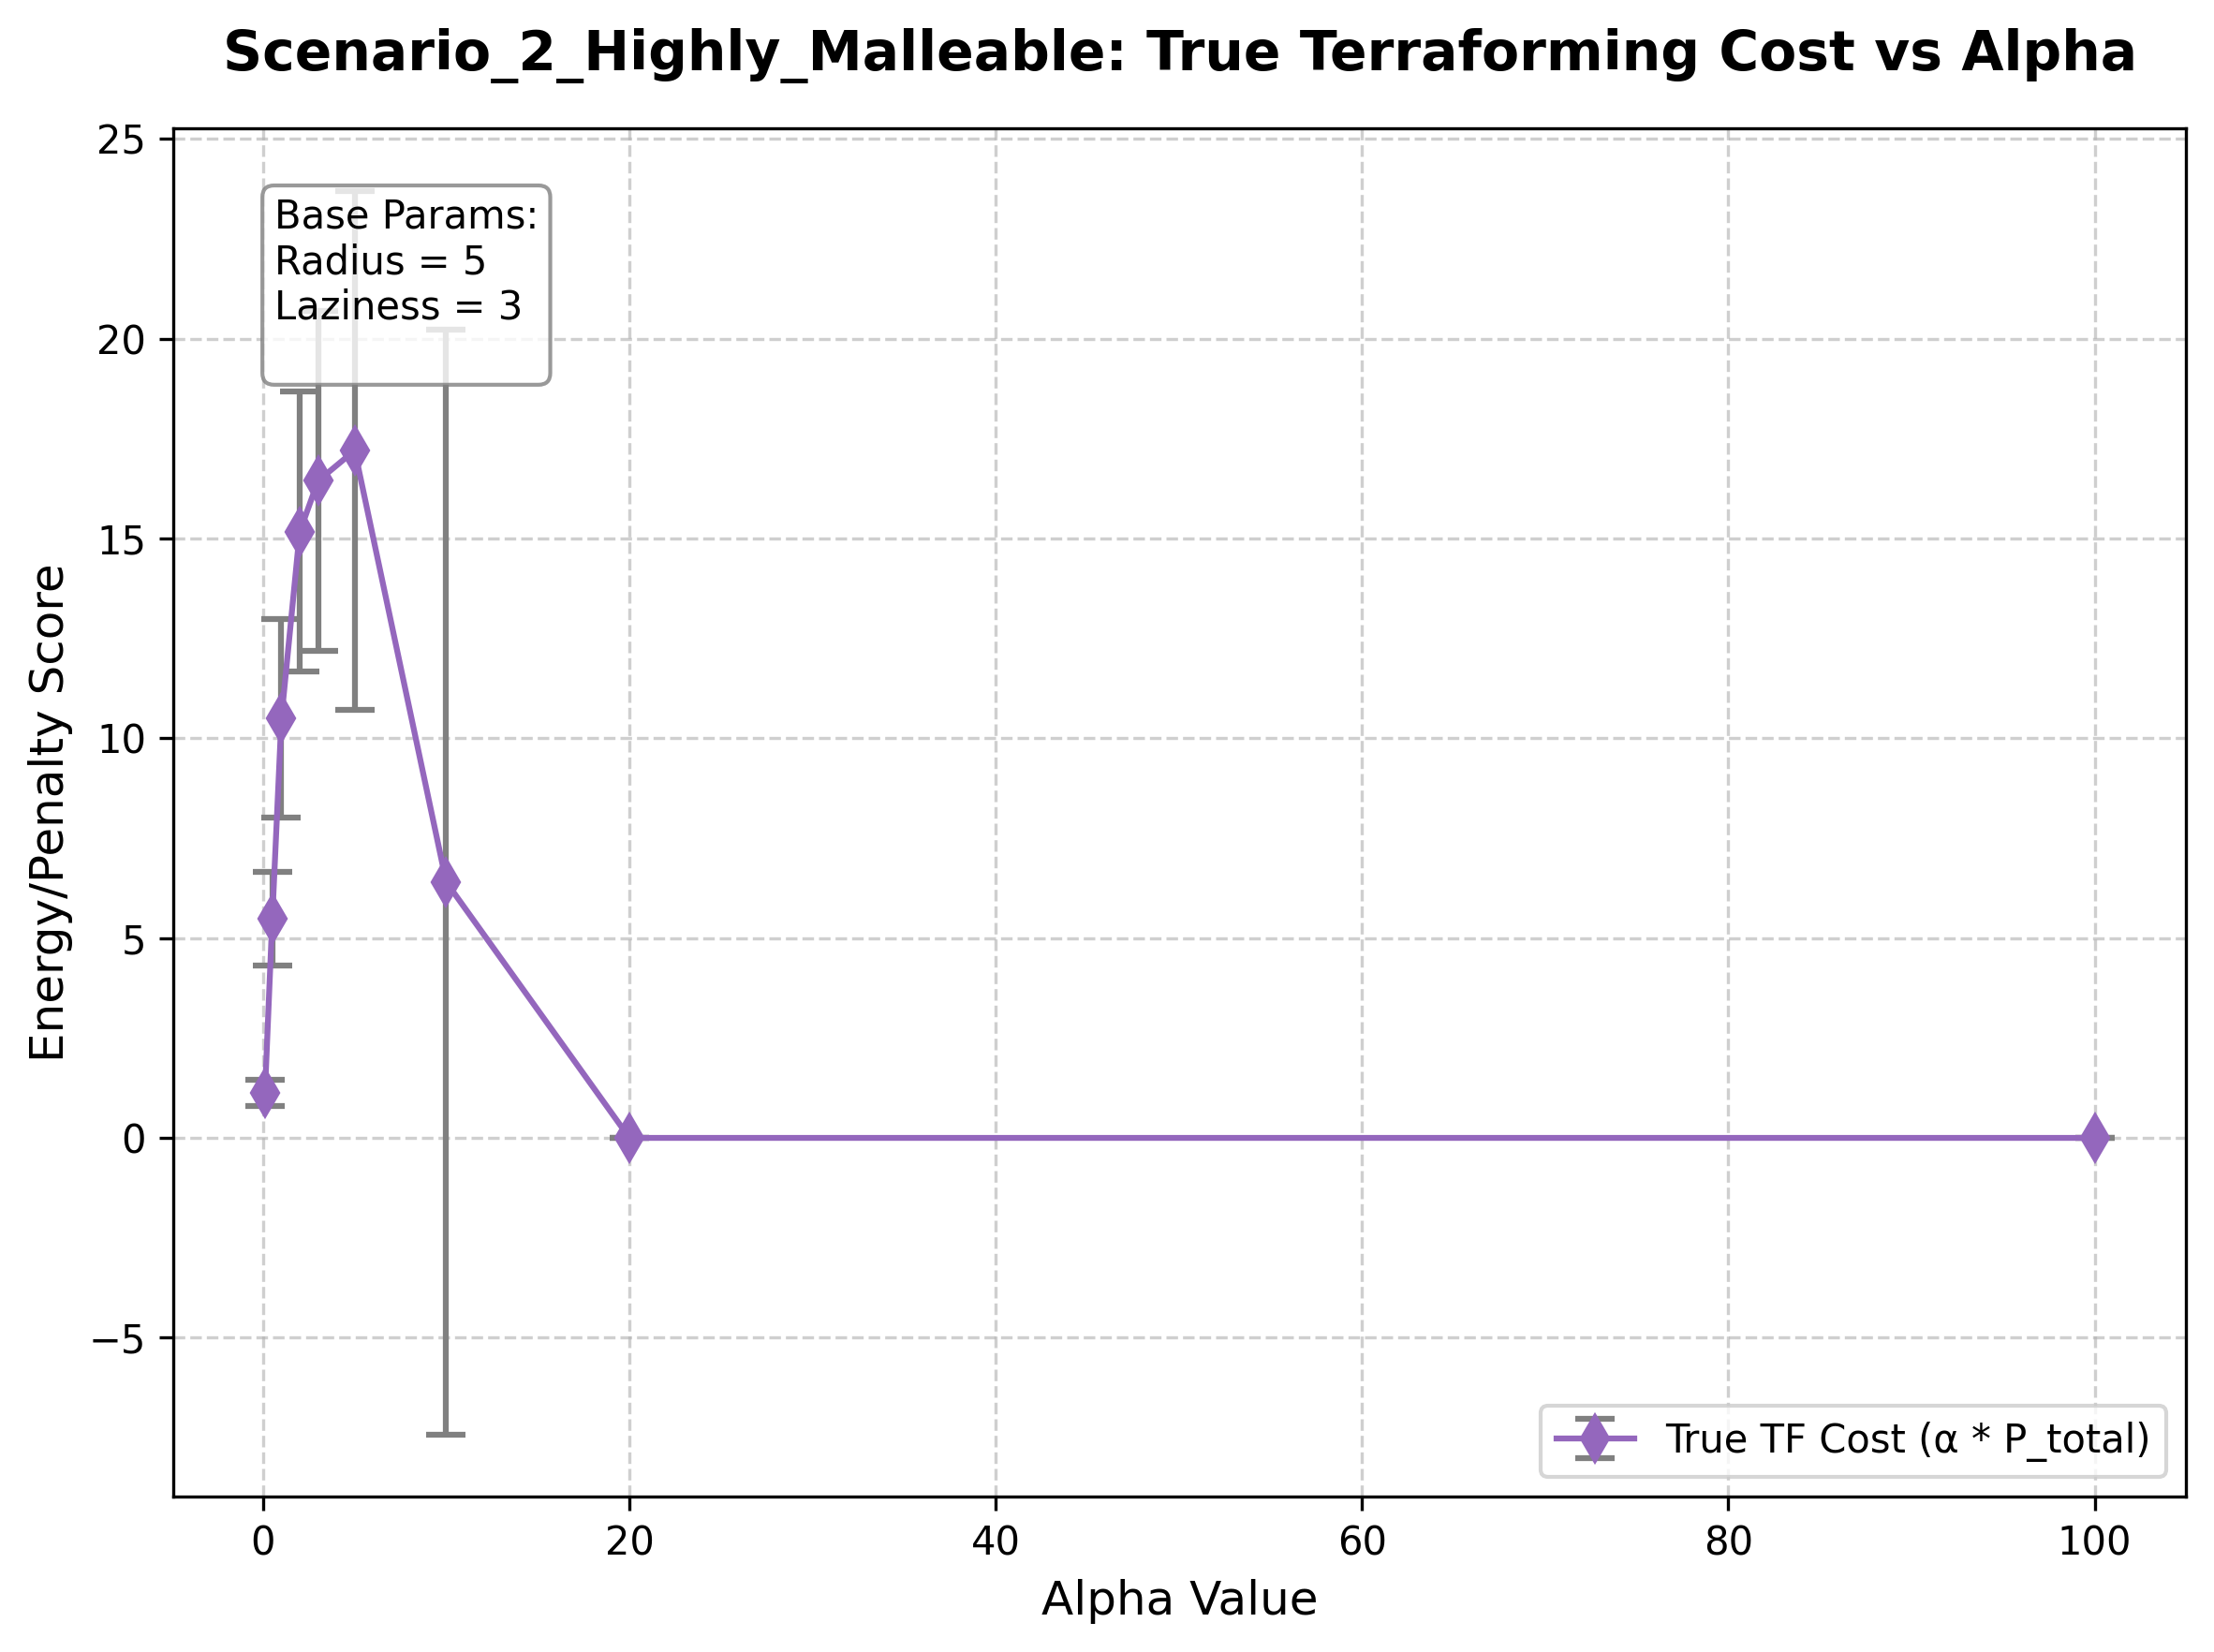 Scenario_2_Highly_Malleable: True Terraforming Cost vs Alpha
Energy/Penalty Score
25
20
15
10
5
0
−5
Base Params:
Radius = 5
Laziness = 3
True TF Cost (α * P_total)
0
20
40
60
80
100
Alpha Value